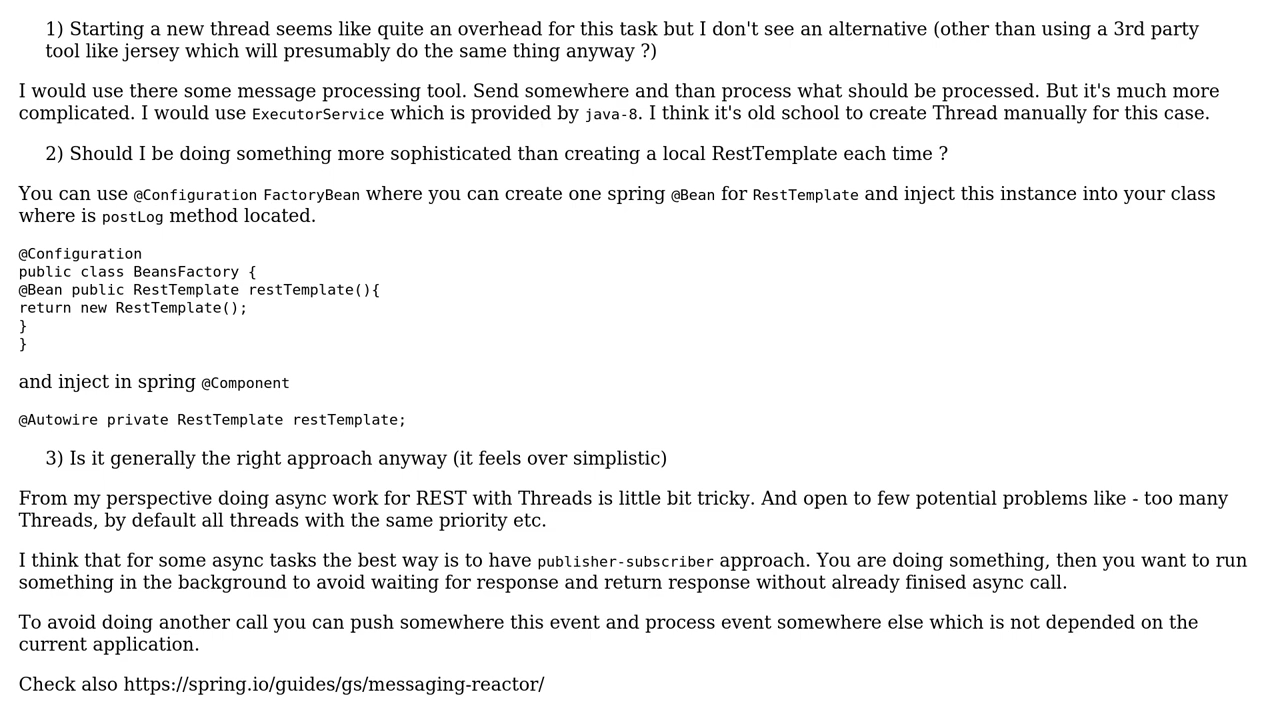 1) Starting a new thread seems like quite an overhead for this task but I don't see an alternative (other than using a 3rd party
tool like jersey which will presumably do the same thing anyway ?)
I would use there some message processing tool. Send somewhere and than process what should be processed. But it's much more
complicated. I would use ExecutorService which is provided by java-8. I think it's old school to create Thread manually for this case.
2) Should I be doing something more sophisticated than creating a local RestTemplate each time ?
You can use @Configuration FactoryBean where you can create one spring @Bean for RestTemplate and inject this instance into your class
where is postLog method located.
@Configuration
public class BeansFactory {
@Bean public RestTemplate restTemplate(){
return new RestTemplate();
}
}
and inject in spring @Component
@Autowire private RestTemplate restTemplate;
3) Is it generally the right approach anyway (it feels over simplistic)
From my perspective doing async work for REST with Threads is little bit tricky. And open to few potential problems like - too many
Threads, by default all threads with the same priority etc.
I think that for some async tasks the best way is to have publisher-subscriber approach. You are doing something, then you want to run
something in the background to avoid waiting for response and return response without already finised async call.
To avoid doing another call you can push somewhere this event and process event somewhere else which is not depended on the
current application.
Check also https://spring.io/guides/gs/messaging-reactor/